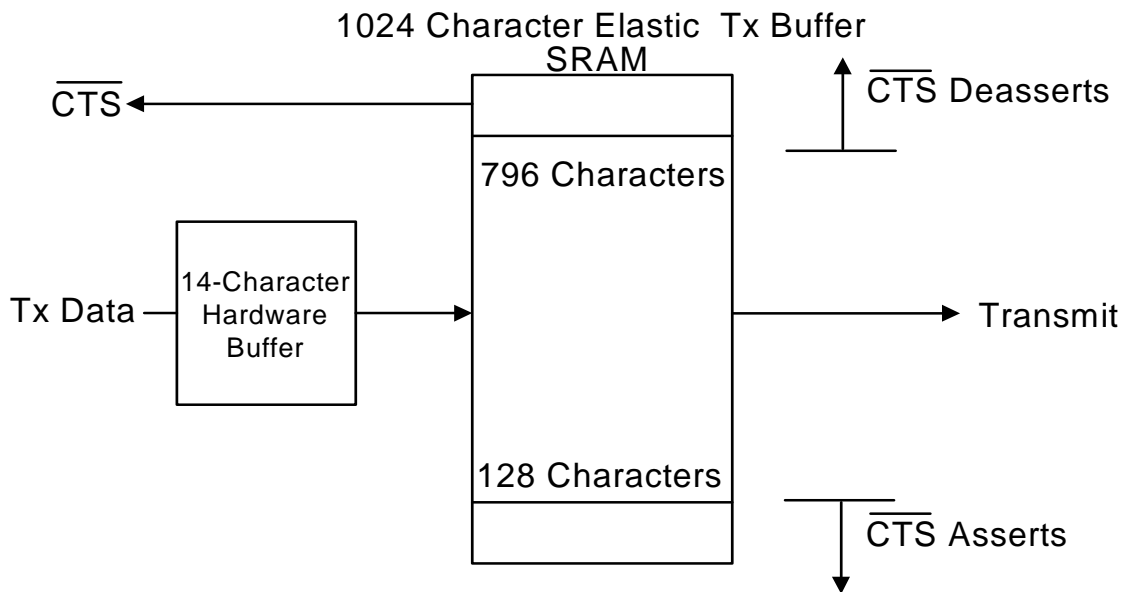 1024 Character Elastic Tx Buffer
SRAM
CTS
CTS Deasserts
796 Characters
14-Character
Hardware
Buffer
Tx Data
Transmit
128 Characters
CTS Asserts